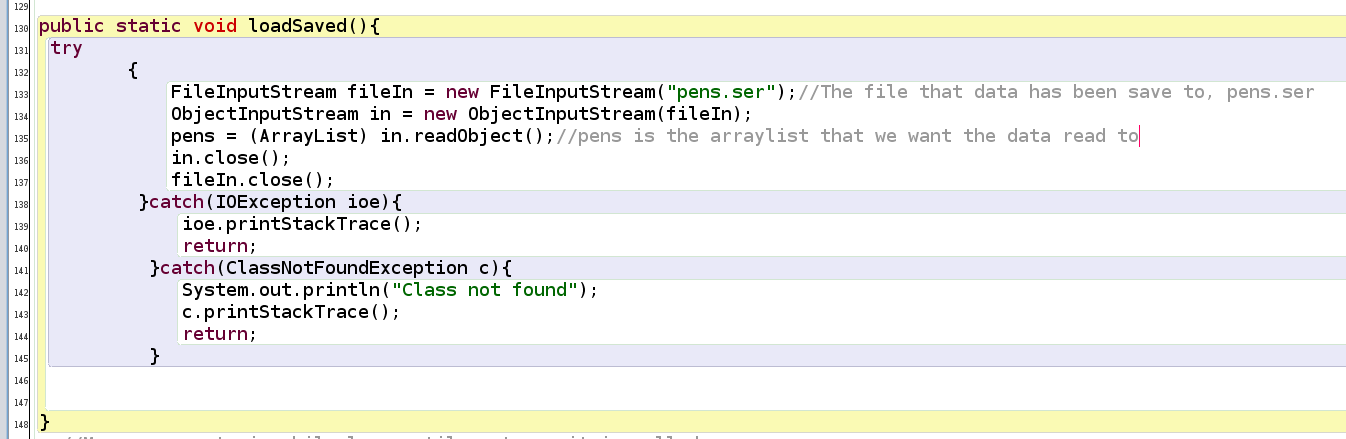 129
130 public static void loadSaved(){
131 try
132 {
133 FileInputStream fileIn = new FileInputStream("pens.ser");//The file that data has been save to, pens.ser
134 ObjectInputStream in = new ObjectInputStream(fileIn);
135 pens = (ArrayList) in.readObject();//pens is the arraylist that we want the data read to
136 in.close();
137 fileIn.close();
138 }catch(IOException ioe){
139 ioe.printStackTrace();
140 return;
141 }catch(ClassNotFoundException c){
142 System.out.println("Class not found");
143 c.printStackTrace();
144 return;
145 }
146
147
148 }